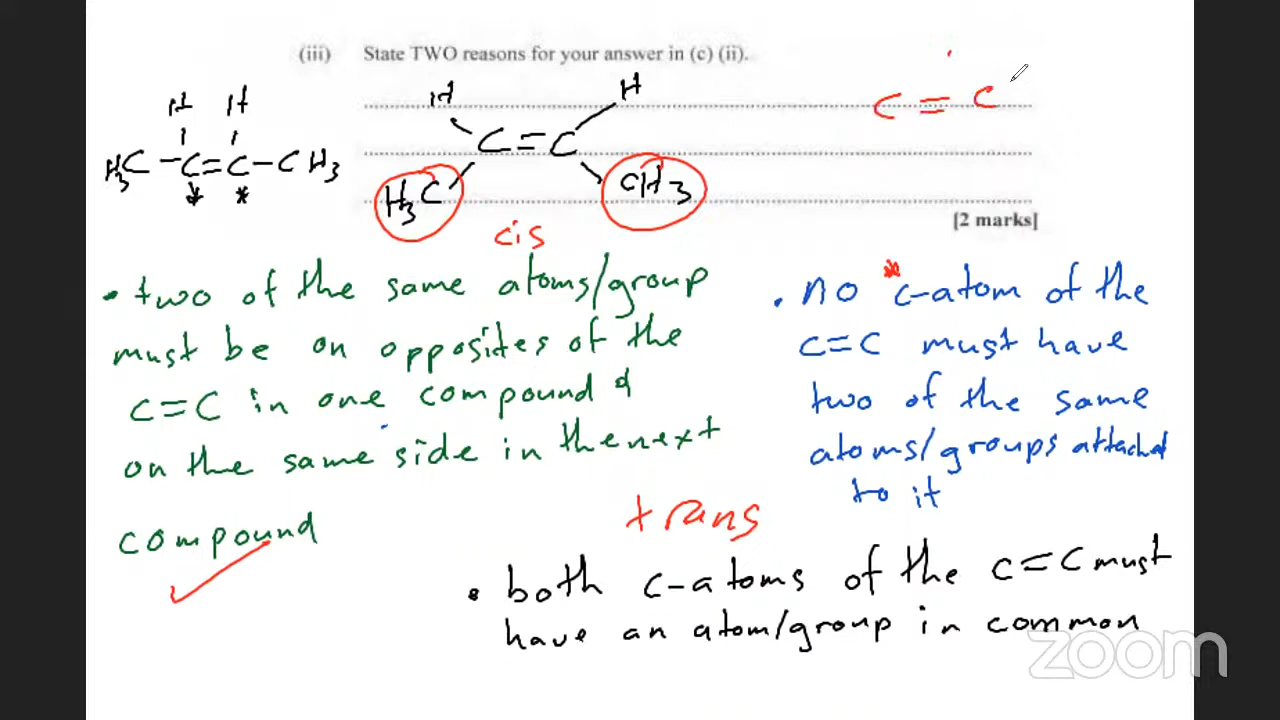 (iii) State TWO reasons for your answer in (c) (ii).
H H
H₃C – C = C – CH₃
* *
H H
C = C
H₃C CH₃
cis
C = C
[2 marks]
• two of the same atoms/group
must be on opposites of the
C=C in one compound &
on the same side in the next
compound
• no *C-atom of the
C=C must have
two of the same
atoms/groups attached
to it
trans
• both C-atoms of the C=C must
have an atom/group in common
zoom